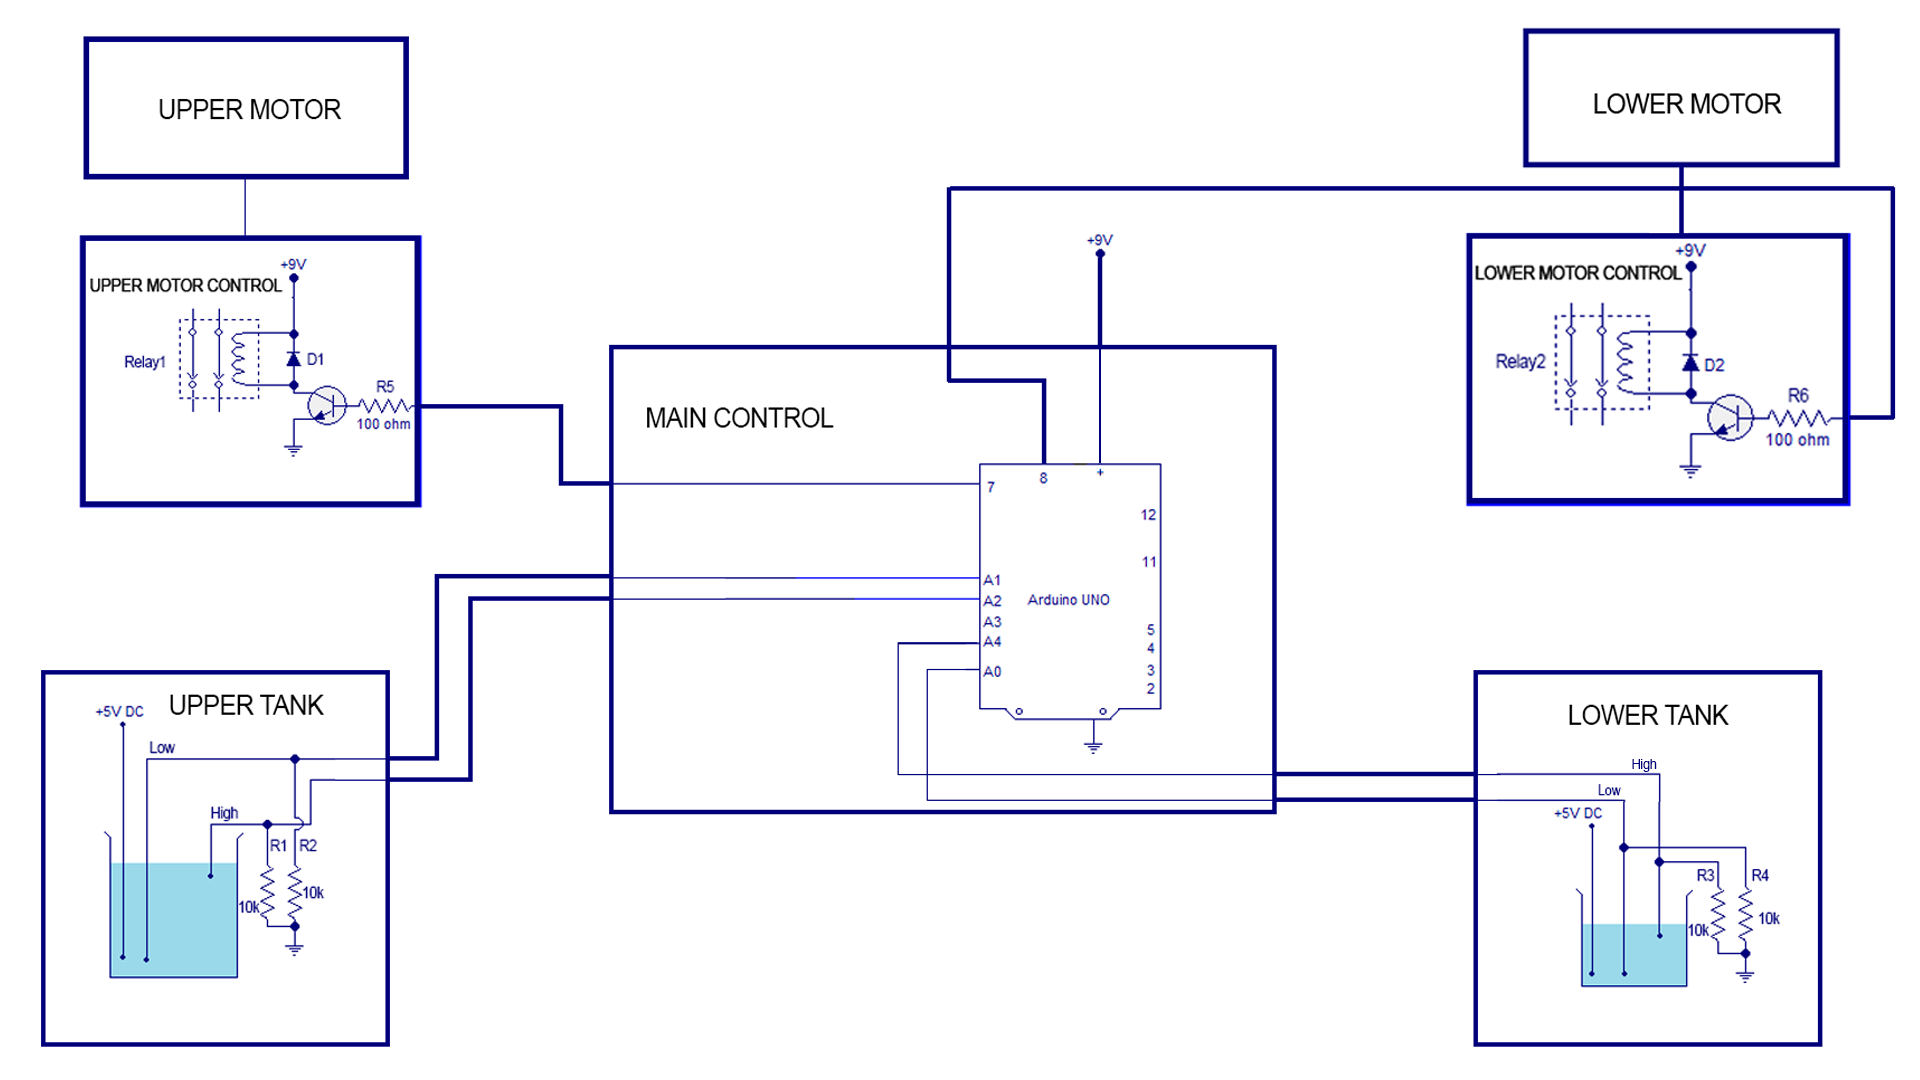 UPPER MOTOR
LOWER MOTOR
+9V
UPPER MOTOR CONTROL
Relay1
D1
R5
100 ohm
+9V
+9V
LOWER MOTOR CONTROL
Relay2
D2
R6
100 ohm
MAIN CONTROL
7
8
+
12
11
A1
A2
A3
A4
A0
Arduino UNO
5
4
3
2
UPPER TANK
+5V DC
Low
High
R1
R2
10k
10k
LOWER TANK
High
Low
+5V DC
R3
R4
10k
10k